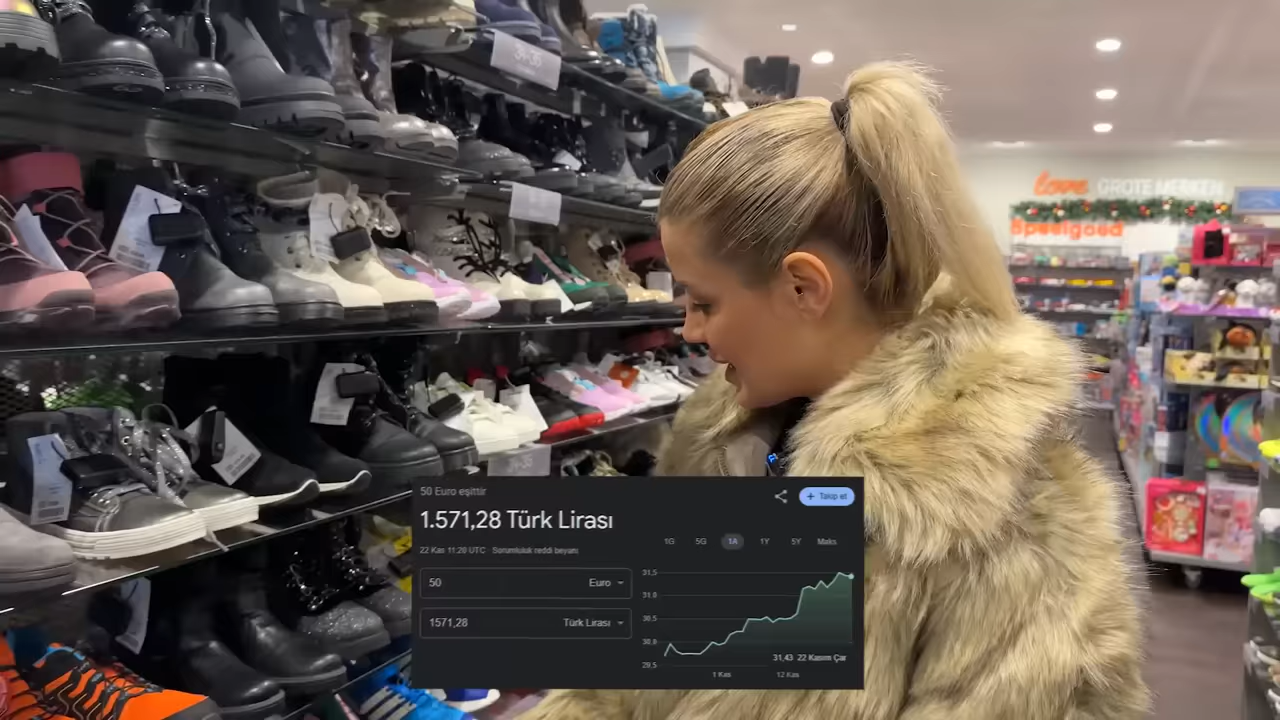 34-35
love GROTE MERKEN
Speelgoed
50 Euro eşittir
1.571,28 Türk Lirası
+ Takip et
22 Kas 11:20 UTC Sorumluluk reddi beyanı
1G 5G 1A 1Y 5Y Maks
50 Euro
1571,28 Türk Lirası
31,5
31,0
30,5
30,0
29,5
31,43 22 Kasım Çar
1 Kas 12 Kas